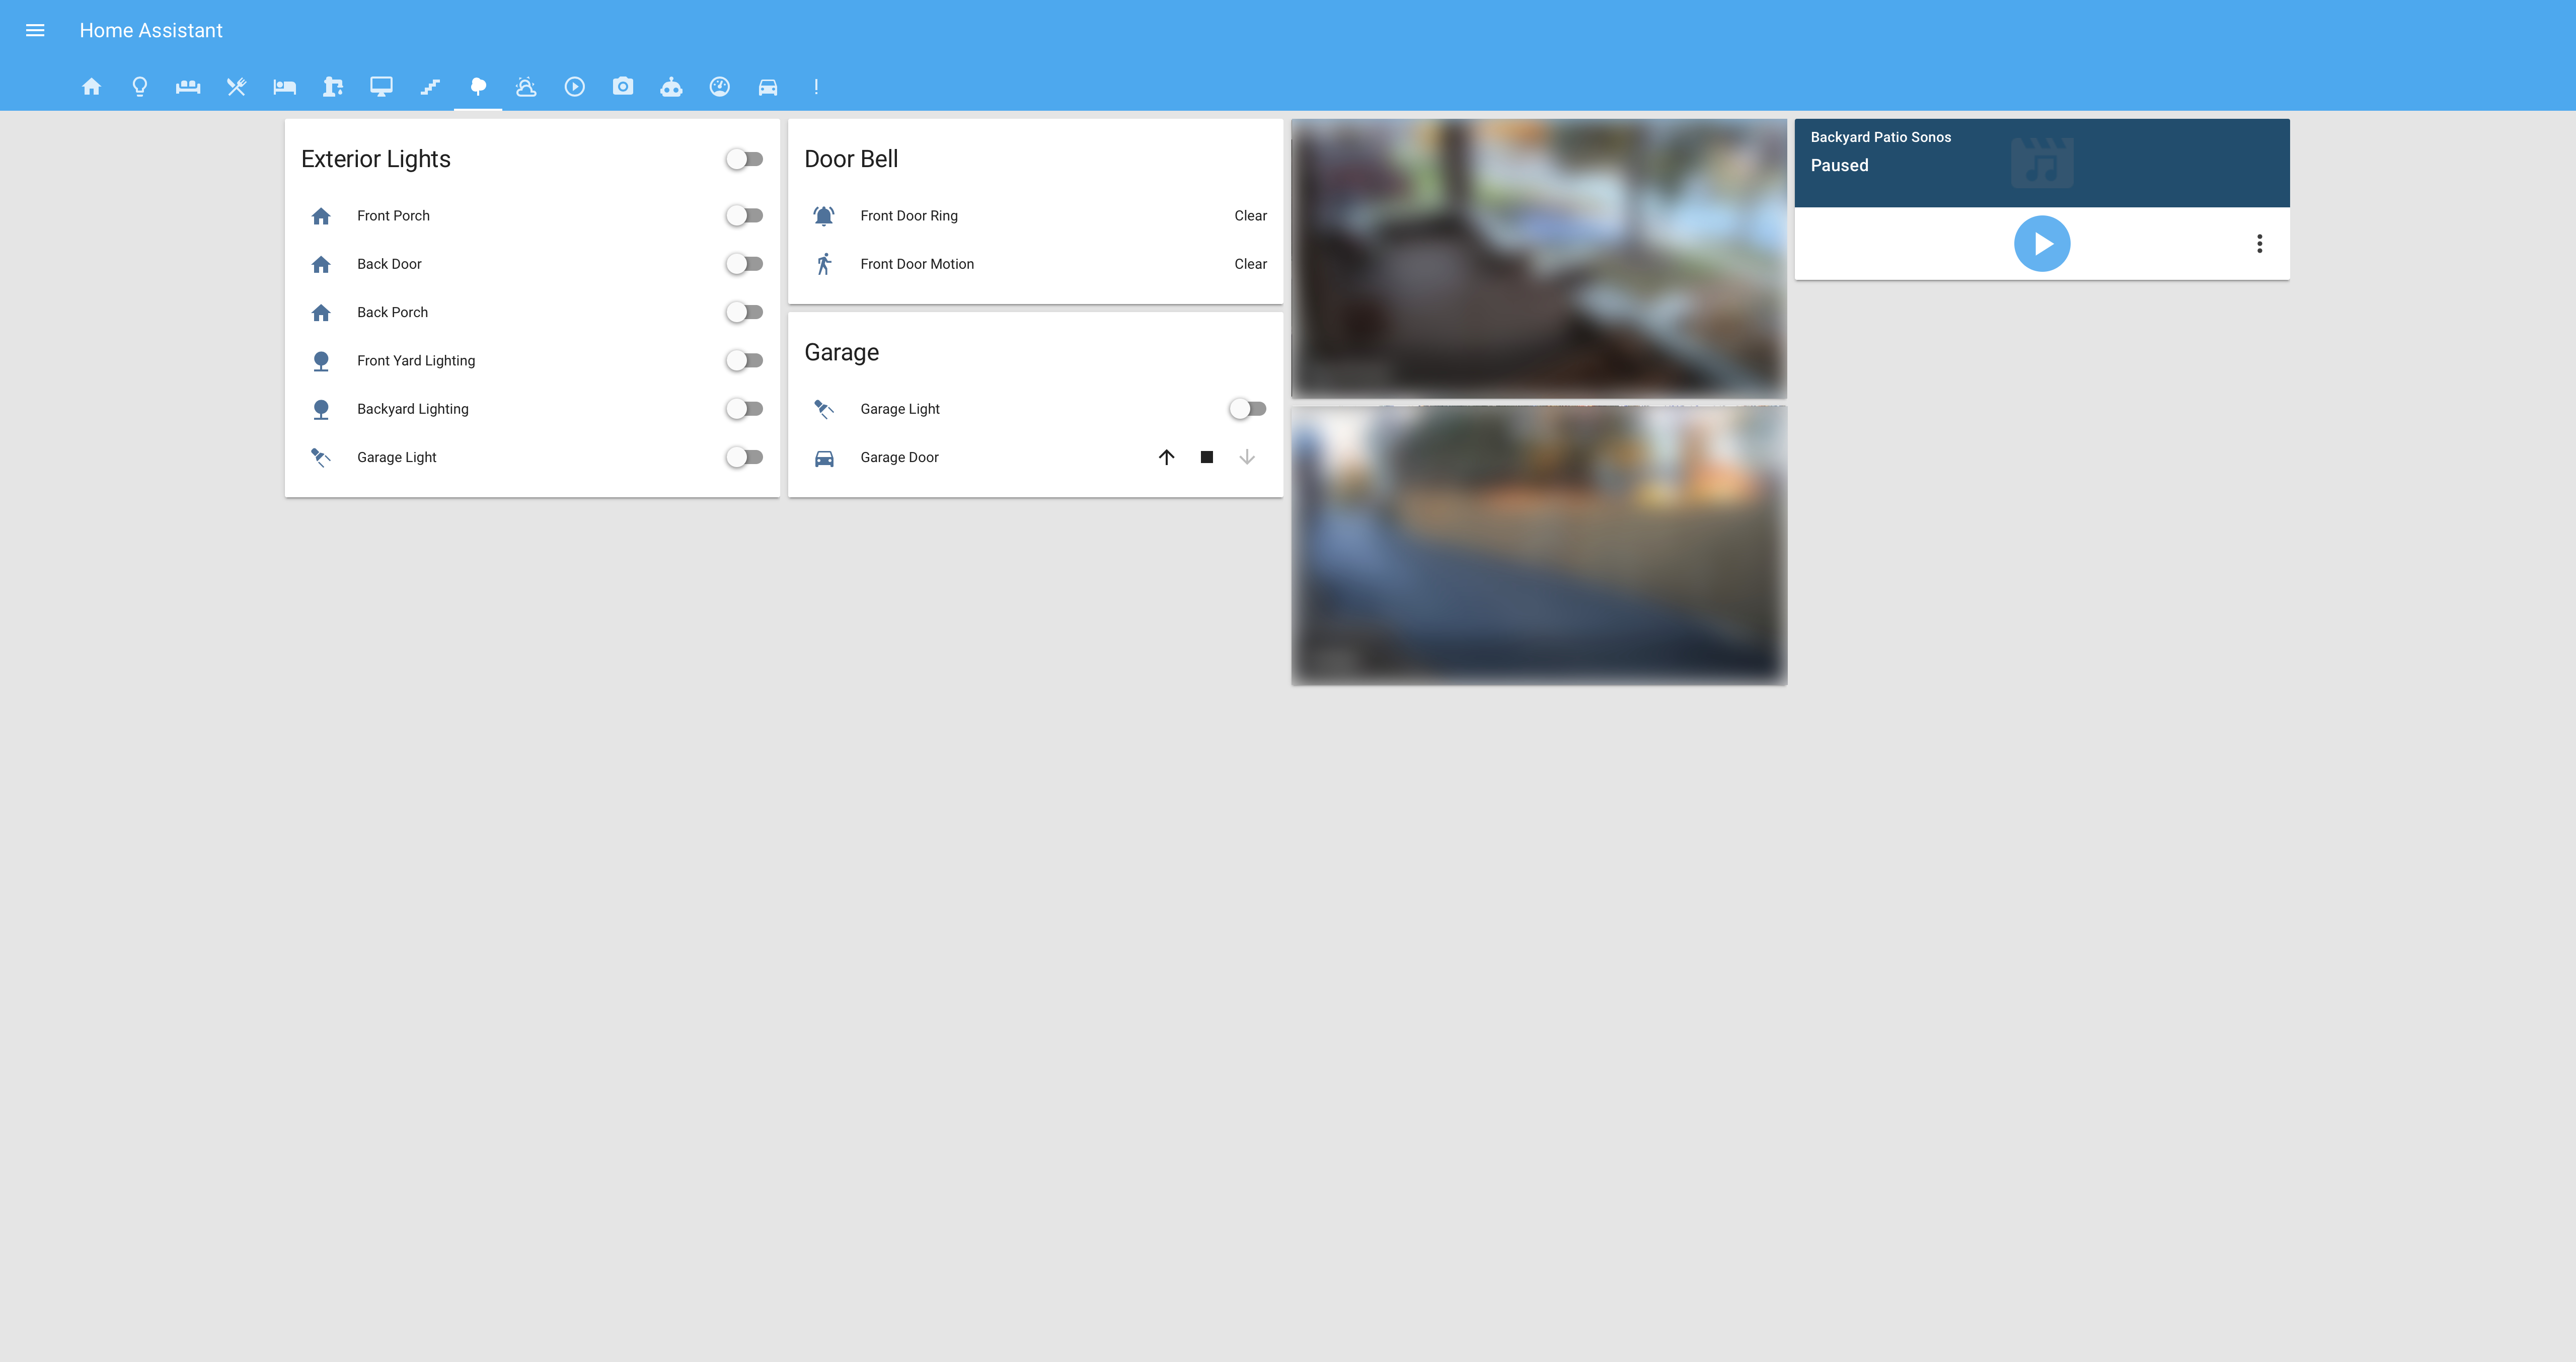 Home Assistant
Exterior Lights
Front Porch
Back Door
Back Porch
Front Yard Lighting
Backyard Lighting
Garage Light
Door Bell
Front Door Ring Clear
Front Door Motion Clear
Garage
Garage Light
Garage Door
Backyard Patio Sonos
Paused